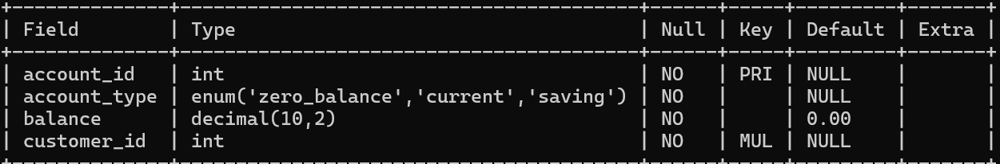 +--------------+-----------------------------------------+------+-----+---------+-------+
| Field        | Type                                    | Null | Key | Default | Extra |
+--------------+-----------------------------------------+------+-----+---------+-------+
| account_id   | int                                     | NO   | PRI | NULL    |       |
| account_type | enum('zero_balance','current','saving') | NO   |     | NULL    |       |
| balance      | decimal(10,2)                           | NO   |     | 0.00    |       |
| customer_id  | int                                     | NO   | MUL | NULL    |       |
+--------------+-----------------------------------------+------+-----+---------+-------+